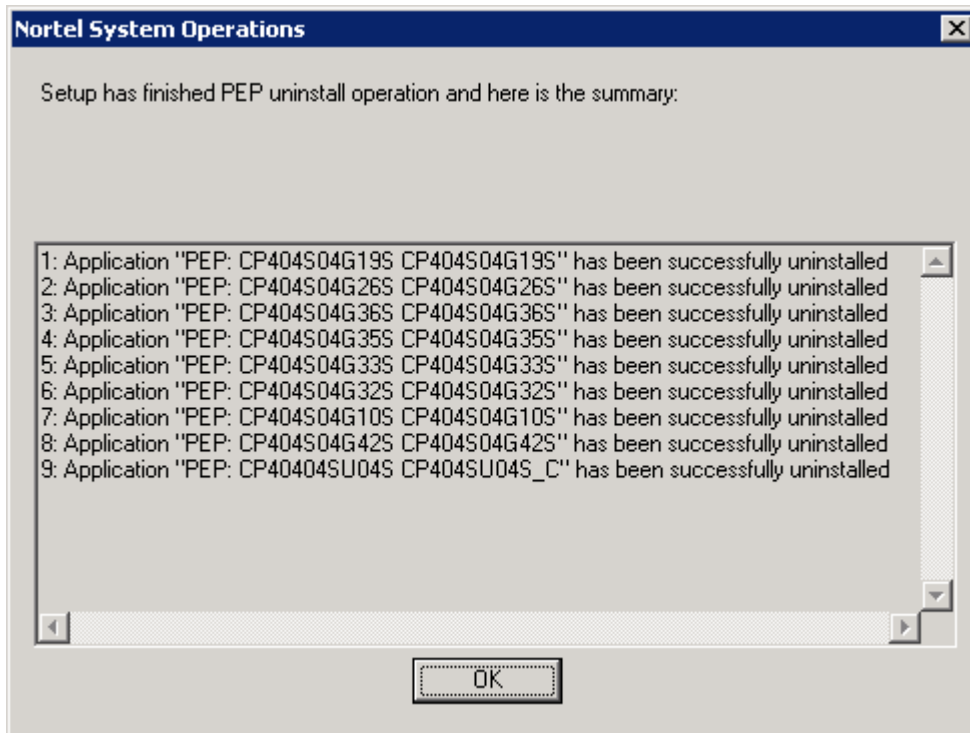 Nortel System Operations
Setup has finished PEP uninstall operation and here is the summary:
1: Application "PEP: CP404S04G19S CP404S04G19S" has been successfully uninstalled
2: Application "PEP: CP404S04G26S CP404S04G26S" has been successfully uninstalled
3: Application "PEP: CP404S04G36S CP404S04G36S" has been successfully uninstalled
4: Application "PEP: CP404S04G35S CP404S04G35S" has been successfully uninstalled
5: Application "PEP: CP404S04G33S CP404S04G33S" has been successfully uninstalled
6: Application "PEP: CP404S04G32S CP404S04G32S" has been successfully uninstalled
7: Application "PEP: CP404S04G10S CP404S04G10S" has been successfully uninstalled
8: Application "PEP: CP404S04G42S CP404S04G42S" has been successfully uninstalled
9: Application "PEP: CP40404SU04S CP404SU04S_C" has been successfully uninstalled
OK